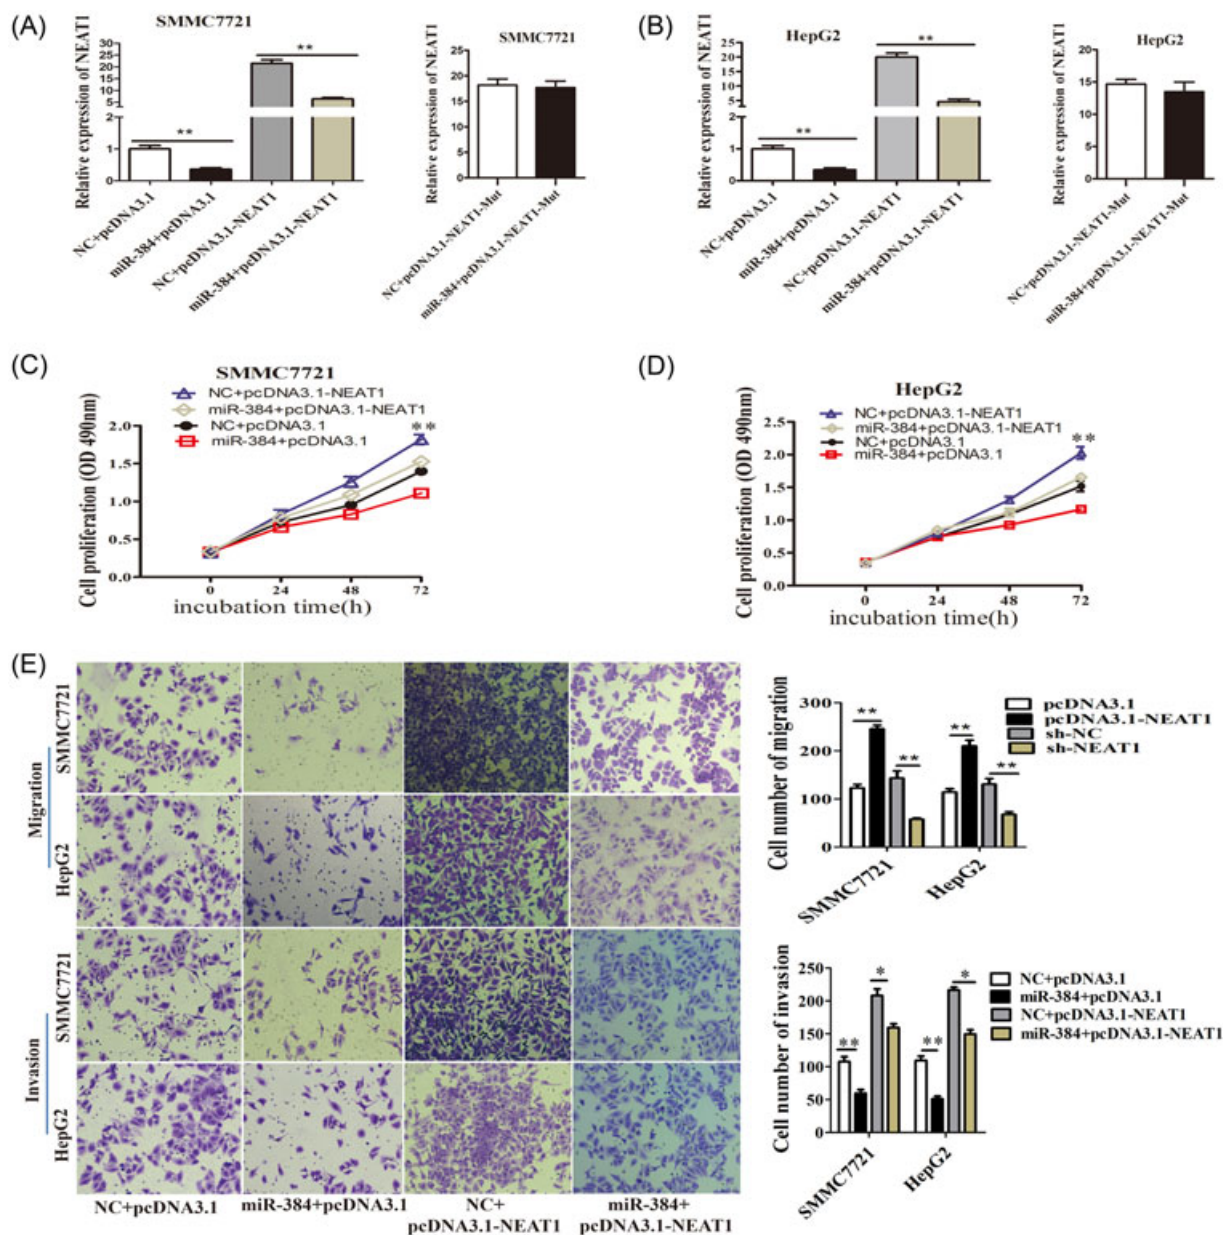 (A)
SMMC7721
Relative expression of NEAT1
30
25
20
15
10
5
2
1
0
**
**
NC+pcDNA3.1
miR-384+pcDNA3.1
NC+pcDNA3.1-NEAT1
miR-384+pcDNA3.1-NEAT1
SMMC7721
Relative expression of NEAT1
25
20
15
10
5
0
NC+pcDNA3.1-NEAT1-Mut
miR-384+pcDNA3.1-NEAT1-Mut
(B)
HepG2
Relative expression of NEAT1
25
20
15
10
5
2
1
0
**
**
NC+pcDNA3.1
miR-384+pcDNA3.1
NC+pcDNA3.1-NEAT1
miR-384+pcDNA3.1-NEAT1
HepG2
Relative expression of NEAT1
20
15
10
5
0
NC+pcDNA3.1-NEAT1-Mut
miR-384+pcDNA3.1-NEAT1-Mut
(C)
SMMC7721
NC+pcDNA3.1-NEAT1
miR-384+pcDNA3.1-NEAT1
NC+pcDNA3.1
miR-384+pcDNA3.1
**
Cell proliferation (OD 490nm)
2.0
1.5
1.0
0.5
0.0
0 24 48 72
incubation time(h)
(D)
HepG2
NC+pcDNA3.1-NEAT1
miR-384+pcDNA3.1-NEAT1
NC+pcDNA3.1
miR-384+pcDNA3.1
**
Cell proliferation (OD 490nm)
2.5
2.0
1.5
1.0
0.5
0.0
0 24 48 72
incubation time(h)
(E)
Migration
SMMC7721
HepG2
Invasion
SMMC7721
HepG2
NC+pcDNA3.1
miR-384+pcDNA3.1
NC+
pcDNA3.1-NEAT1
miR-384+
pcDNA3.1-NEAT1
Cell number of migration
300
200
100
0
**
**
**
**
pcDNA3.1
pcDNA3.1-NEAT1
sh-NC
sh-NEAT1
SMMC7721
HepG2
Cell number of invasion
250
200
150
100
50
0
**
*
**
*
NC+pcDNA3.1
miR-384+pcDNA3.1
NC+pcDNA3.1-NEAT1
miR-384+pcDNA3.1-NEAT1
SMMC7721
HepG2